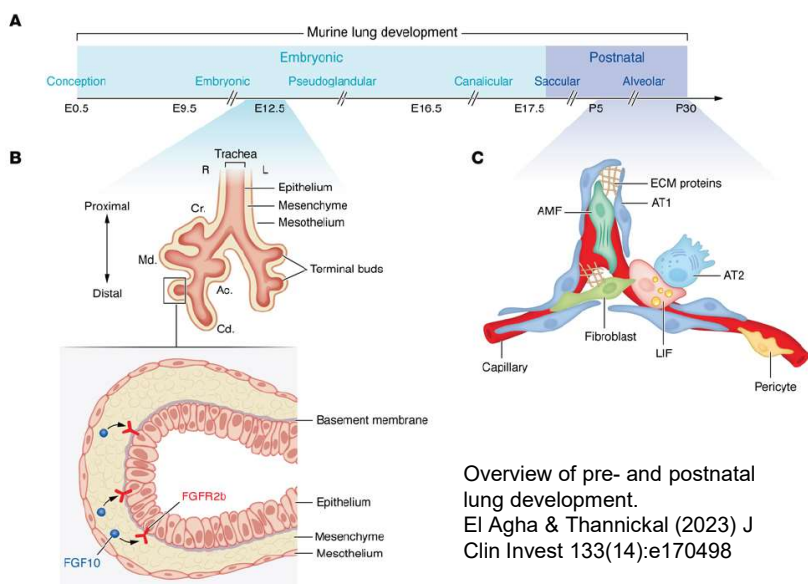 A
Murine lung development
Embryonic
Postnatal
Conception
Embryonic
Pseudoglandular
Canalicular
Saccular
Alveolar
E0.5
E9.5
E12.5
E16.5
E17.5
P5
P30
B
Trachea
R
L
Proximal
Distal
Cr.
Md.
Ac.
Cd.
Epithelium
Mesenchyme
Mesothelium
Terminal buds
FGFR2b
FGF10
Basement membrane
Epithelium
Mesenchyme
Mesothelium
C
ECM proteins
AMF
AT1
AT2
Fibroblast
LIF
Capillary
Pericyte
Overview of pre- and postnatal
lung development.
El Agha & Thannickal (2023) J
Clin Invest 133(14):e170498